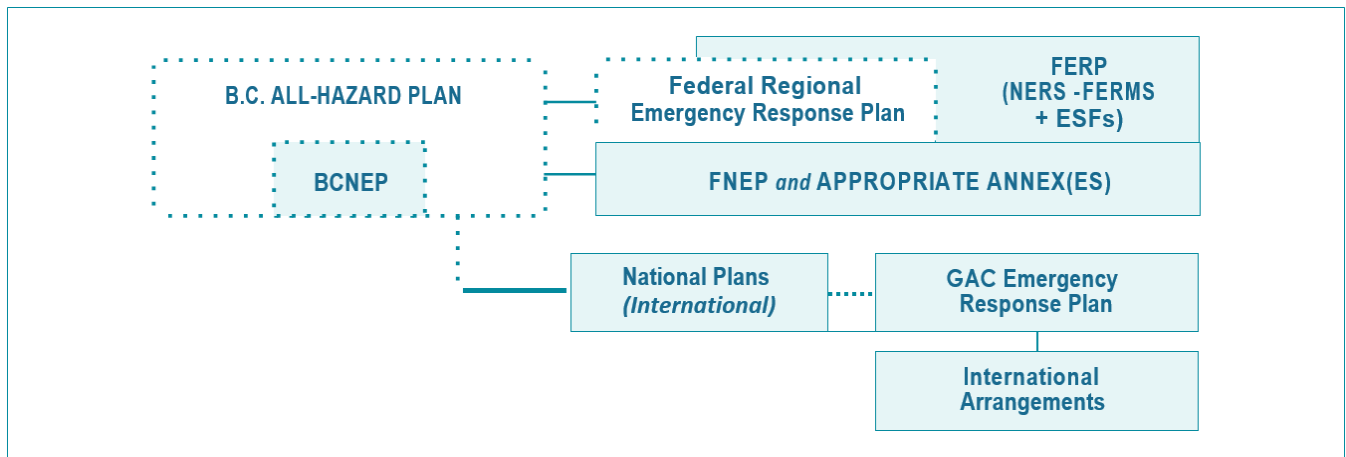 B.C. ALL-HAZARD PLAN
BCNEP
Federal Regional
Emergency Response Plan
FERP
(NERS -FERMS
+ ESFs)
FNEP and APPROPRIATE ANNEX(ES)
National Plans
(International)
GAC Emergency
Response Plan
International
Arrangements